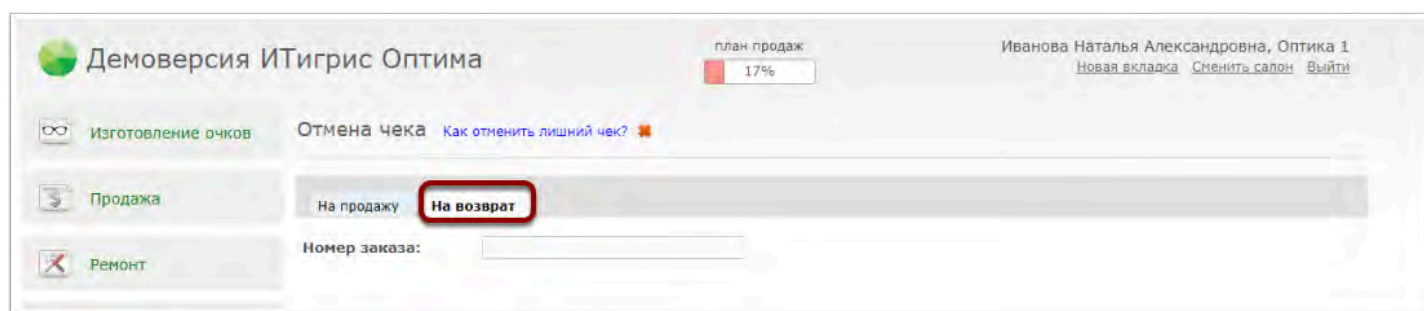 Демоверсия ИТигрис Оптима
план продаж
17%
Иванова Наталья Александровна, Оптика 1
Новая вкладка Сменить салон Выйти
Изготовление очков
Отмена чека Как отменить лишний чек?
Продажа
На продажу На возврат
Номер заказа:
Ремонт